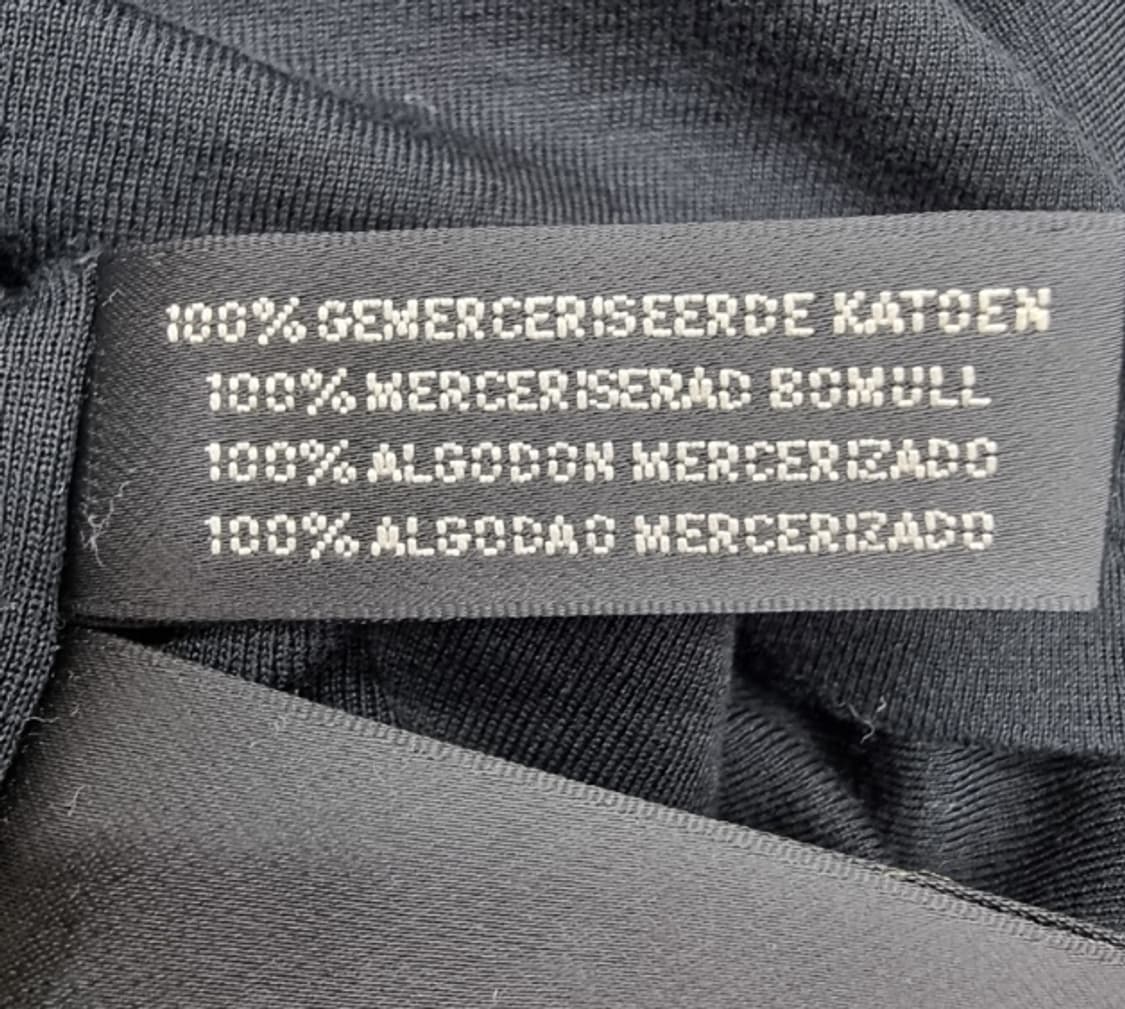 100% GEMERCERISEERDE KATOEN
100% MERCERISERAD BOMULL
100% ALGODON MERCERIZADO
100% ALGODAO MERCERIZADO